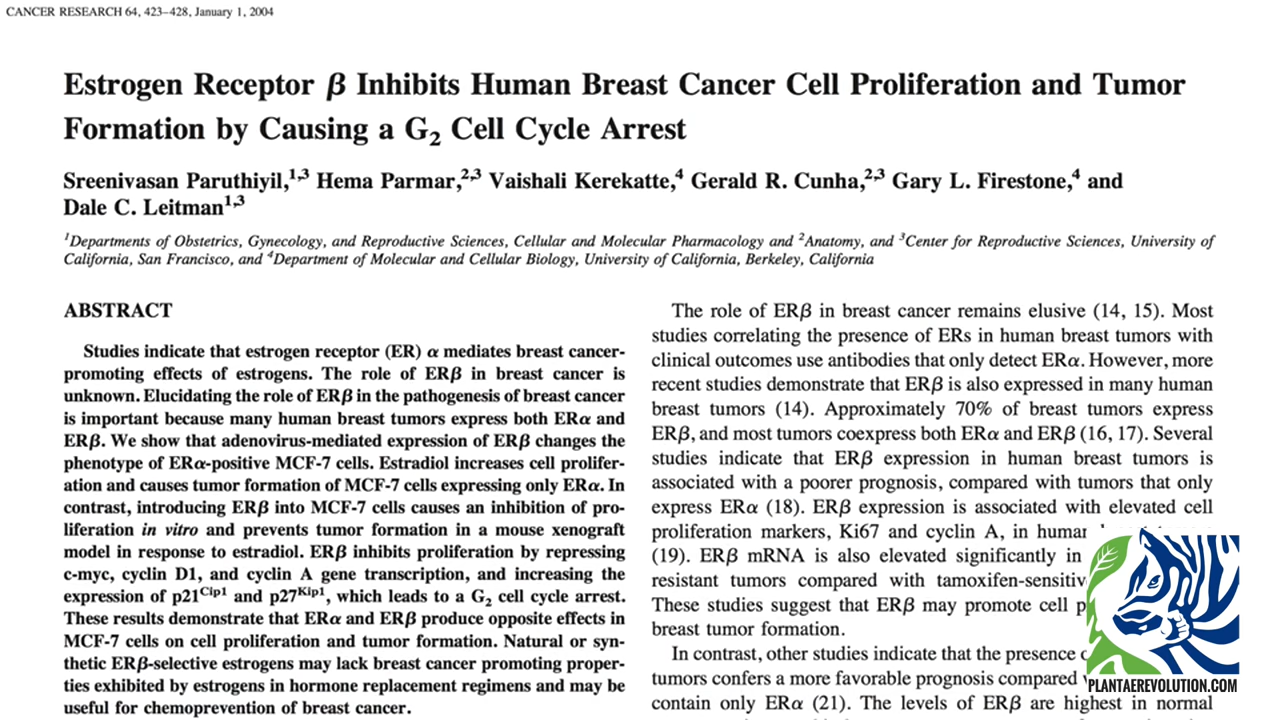 CANCER RESEARCH 64, 423–428, January 1, 2004
Estrogen Receptor β Inhibits Human Breast Cancer Cell Proliferation and Tumor
Formation by Causing a G₂ Cell Cycle Arrest
Sreenivasan Paruthiyil,¹,³ Hema Parmar,²,³ Vaishali Kerekatte,⁴ Gerald R. Cunha,²,³ Gary L. Firestone,⁴ and
Dale C. Leitman¹,³
¹Departments of Obstetrics, Gynecology, and Reproductive Sciences, Cellular and Molecular Pharmacology and ²Anatomy, and ³Center for Reproductive Sciences, University of
California, San Francisco, and ⁴Department of Molecular and Cellular Biology, University of California, Berkeley, California
ABSTRACT
Studies indicate that estrogen receptor (ER) α mediates breast cancer-
promoting effects of estrogens. The role of ERβ in breast cancer is
unknown. Elucidating the role of ERβ in the pathogenesis of breast cancer
is important because many human breast tumors express both ERα and
ERβ. We show that adenovirus-mediated expression of ERβ changes the
phenotype of ERα-positive MCF-7 cells. Estradiol increases cell prolifer-
ation and causes tumor formation of MCF-7 cells expressing only ERα. In
contrast, introducing ERβ into MCF-7 cells causes an inhibition of pro-
liferation in vitro and prevents tumor formation in a mouse xenograft
model in response to estradiol. ERβ inhibits proliferation by repressing
c-myc, cyclin D1, and cyclin A gene transcription, and increasing the
expression of p21ᶜⁱᵖ¹ and p27ᴷⁱᵖ¹, which leads to a G₂ cell cycle arrest.
These results demonstrate that ERα and ERβ produce opposite effects in
MCF-7 cells on cell proliferation and tumor formation. Natural or syn-
thetic ERβ-selective estrogens may lack breast cancer promoting proper-
ties exhibited by estrogens in hormone replacement regimens and may be
useful for chemoprevention of breast cancer.
The role of ERβ in breast cancer remains elusive (14, 15). Most
studies correlating the presence of ERs in human breast tumors with
clinical outcomes use antibodies that only detect ERα. However, more
recent studies demonstrate that ERβ is also expressed in many human
breast tumors (14). Approximately 70% of breast tumors express
ERβ, and most tumors coexpress both ERα and ERβ (16, 17). Several
studies indicate that ERβ expression in human breast tumors is
associated with a poorer prognosis, compared with tumors that only
express ERα (18). ERβ expression is associated with elevated cell
proliferation markers, Ki67 and cyclin A, in human
(19). ERβ mRNA is also elevated significantly in
resistant tumors compared with tamoxifen-sensitiv
These studies suggest that ERβ may promote cell p
breast tumor formation.
In contrast, other studies indicate that the presence
tumors confers a more favorable prognosis compared
contain only ERα (21). The levels of ERβ are highest in normal
PLANTAEREVOLUTION.COM